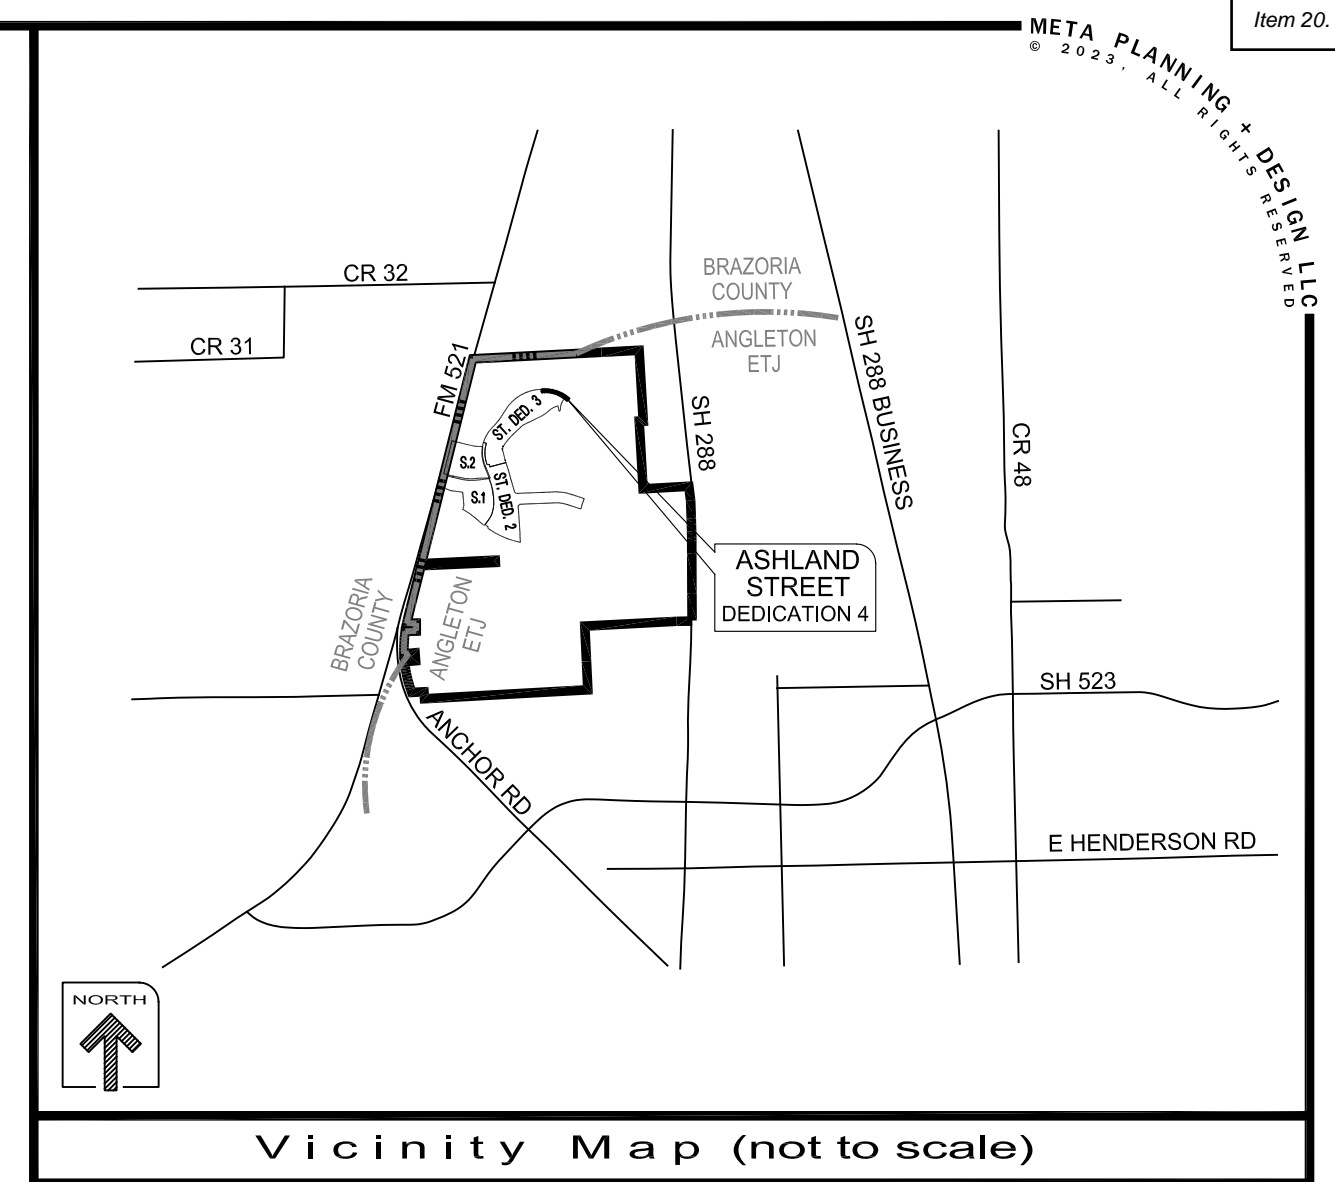 Item 20.
META PLANNING + DESIGN LLC
© 2023, ALL RIGHTS RESERVED
CR 32
BRAZORIA
COUNTY
CR 31
ANGLETON
ETJ
FM 521
SH 288
SH 288 BUSINESS
CR 48
ST. DED. 3
S.2
S.1
ST. DED. 2
ASHLAND
STREET
DEDICATION 4
BRAZORIA
COUNTY
ANGLETON
ETJ
SH 523
ANCHOR RD
E HENDERSON RD
NORTH
Vicinity Map (not to scale)